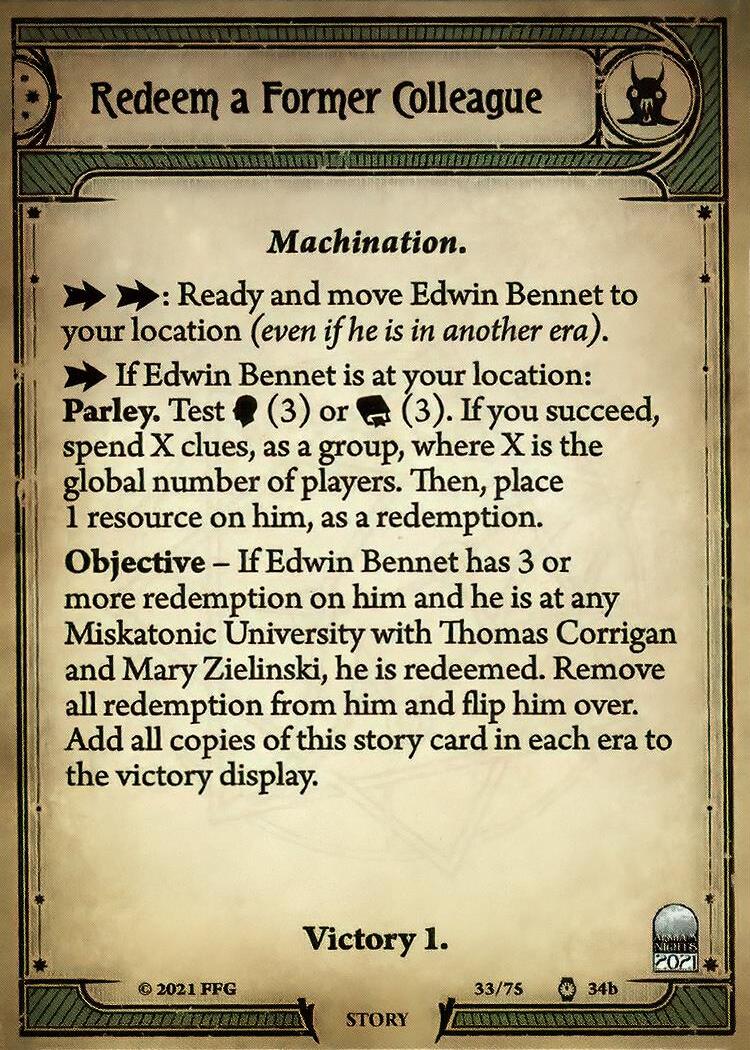 Redeem a Former Colleague
Machination.
: Ready and move Edwin Bennet to
your location (even if he is in another era).
If Edwin Bennet is at your location:
Parley. Test (3) or (3). If you succeed,
spend X clues, as a group, where X is the
global number of players. Then, place
1 resource on him, as a redemption.
Objective – If Edwin Bennet has 3 or
more redemption on him and he is at any
Miskatonic University with Thomas Corrigan
and Mary Zielinski, he is redeemed. Remove
all redemption from him and flip him over.
Add all copies of this story card in each era to
the victory display.
Victory 1.
ARKHAM
NIGHTS
2021
© 2021 FFG
33/75
34b
STORY